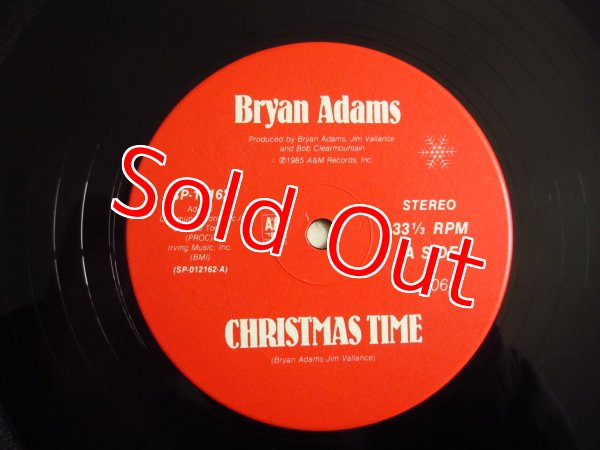 Bryan Adams
Produced by Bryan Adams, Jim Vallance
and Bob Clearmountain
℗1985 A&M Records, Inc
STEREO
33⅓ RPM
A SIDE
Sold Out
(PROC
Irving Music, Inc.
(BMI)
(SP-012162-A)
CHRISTMAS TIME
(Bryan Adams-Jim Vallance)